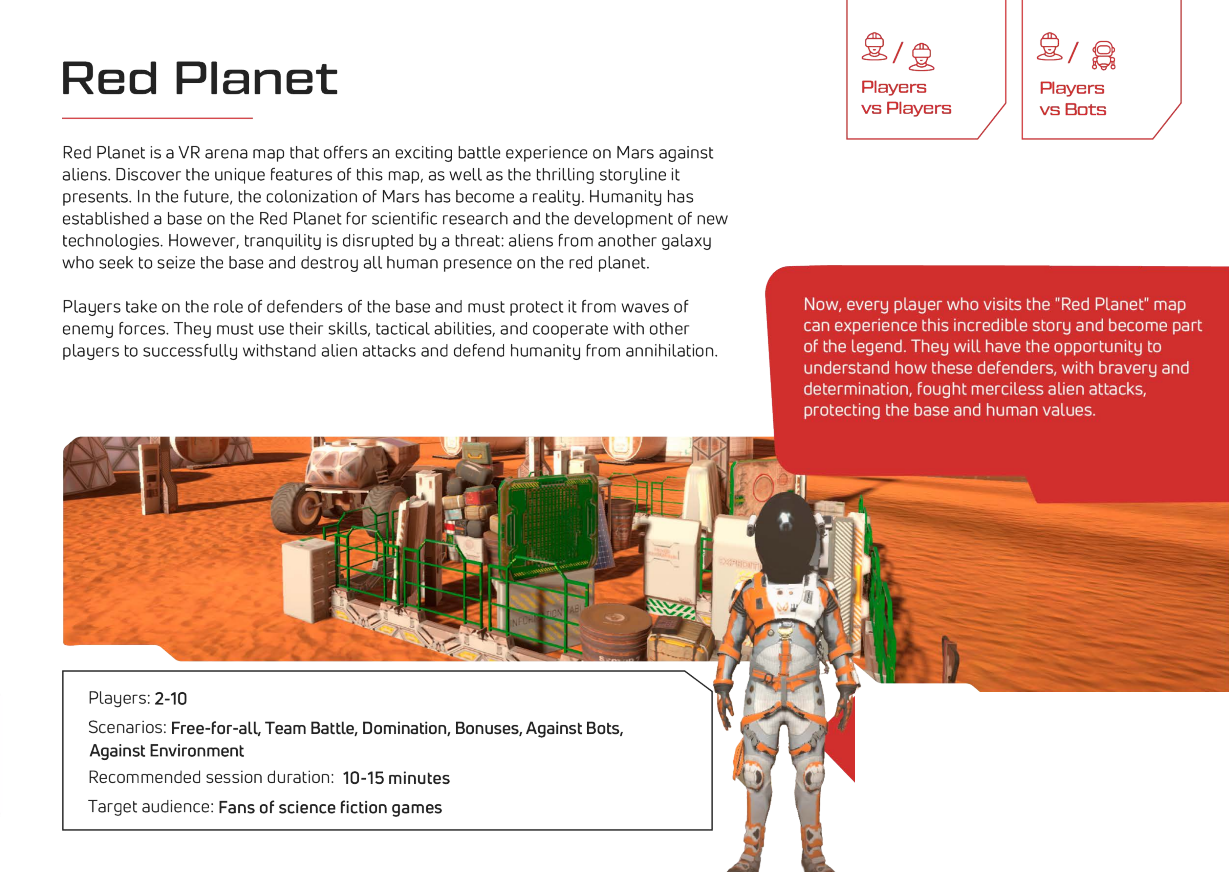 Red Planet
Players
vs Players
Players
vs Bots
Red Planet is a VR arena map that offers an exciting battle experience on Mars against
aliens. Discover the unique features of this map, as well as the thrilling storyline it
presents. In the future, the colonization of Mars has become a reality. Humanity has
established a base on the Red Planet for scientific research and the development of new
technologies. However, tranquility is disrupted by a threat: aliens from another galaxy
who seek to seize the base and destroy all human presence on the red planet.
Players take on the role of defenders of the base and must protect it from waves of
enemy forces. They must use their skills, tactical abilities, and cooperate with other
players to successfully withstand alien attacks and defend humanity from annihilation.
Now, every player who visits the "Red Planet" map
can experience this incredible story and become part
of the legend. They will have the opportunity to
understand how these defenders, with bravery and
determination, fought merciless alien attacks,
protecting the base and human values.
Players: 2-10
Scenarios: Free-for-all, Team Battle, Domination, Bonuses, Against Bots,
Against Environment
Recommended session duration: 10-15 minutes
Target audience: Fans of science fiction games